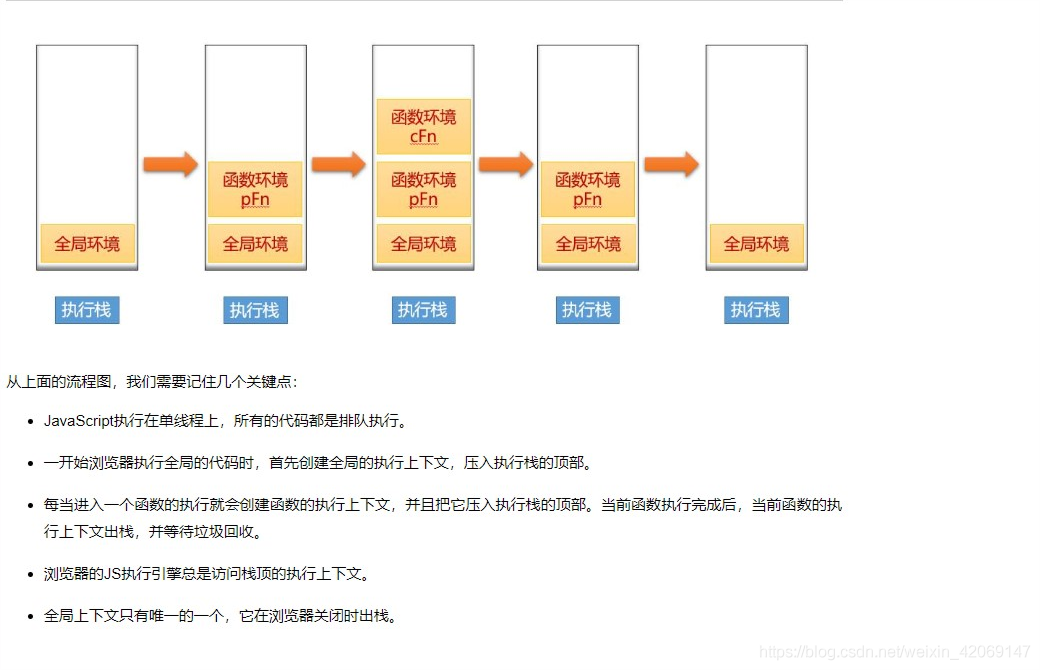 函数环境
cFn
函数环境
pFn
函数环境
pFn
函数环境
pFn
全局环境
全局环境
全局环境
全局环境
全局环境
执行栈
执行栈
执行栈
执行栈
执行栈
从上面的流程图，我们需要记住几个关键点：
JavaScript执行在单线程上，所有的代码都是排队执行。
一开始浏览器执行全局的代码时，首先创建全局的执行上下文，压入执行栈的顶部。
每当进入一个函数的执行就会创建函数的执行上下文，并且把它压入执行栈的顶部。当前函数执行完成后，当前函数的执
行上下文出栈，并等待垃圾回收。
浏览器的JS执行引擎总是访问栈顶的执行上下文。
全局上下文只有唯一的一个，它在浏览器关闭时出栈。
https://blog.csdn.net/weixin_42069147